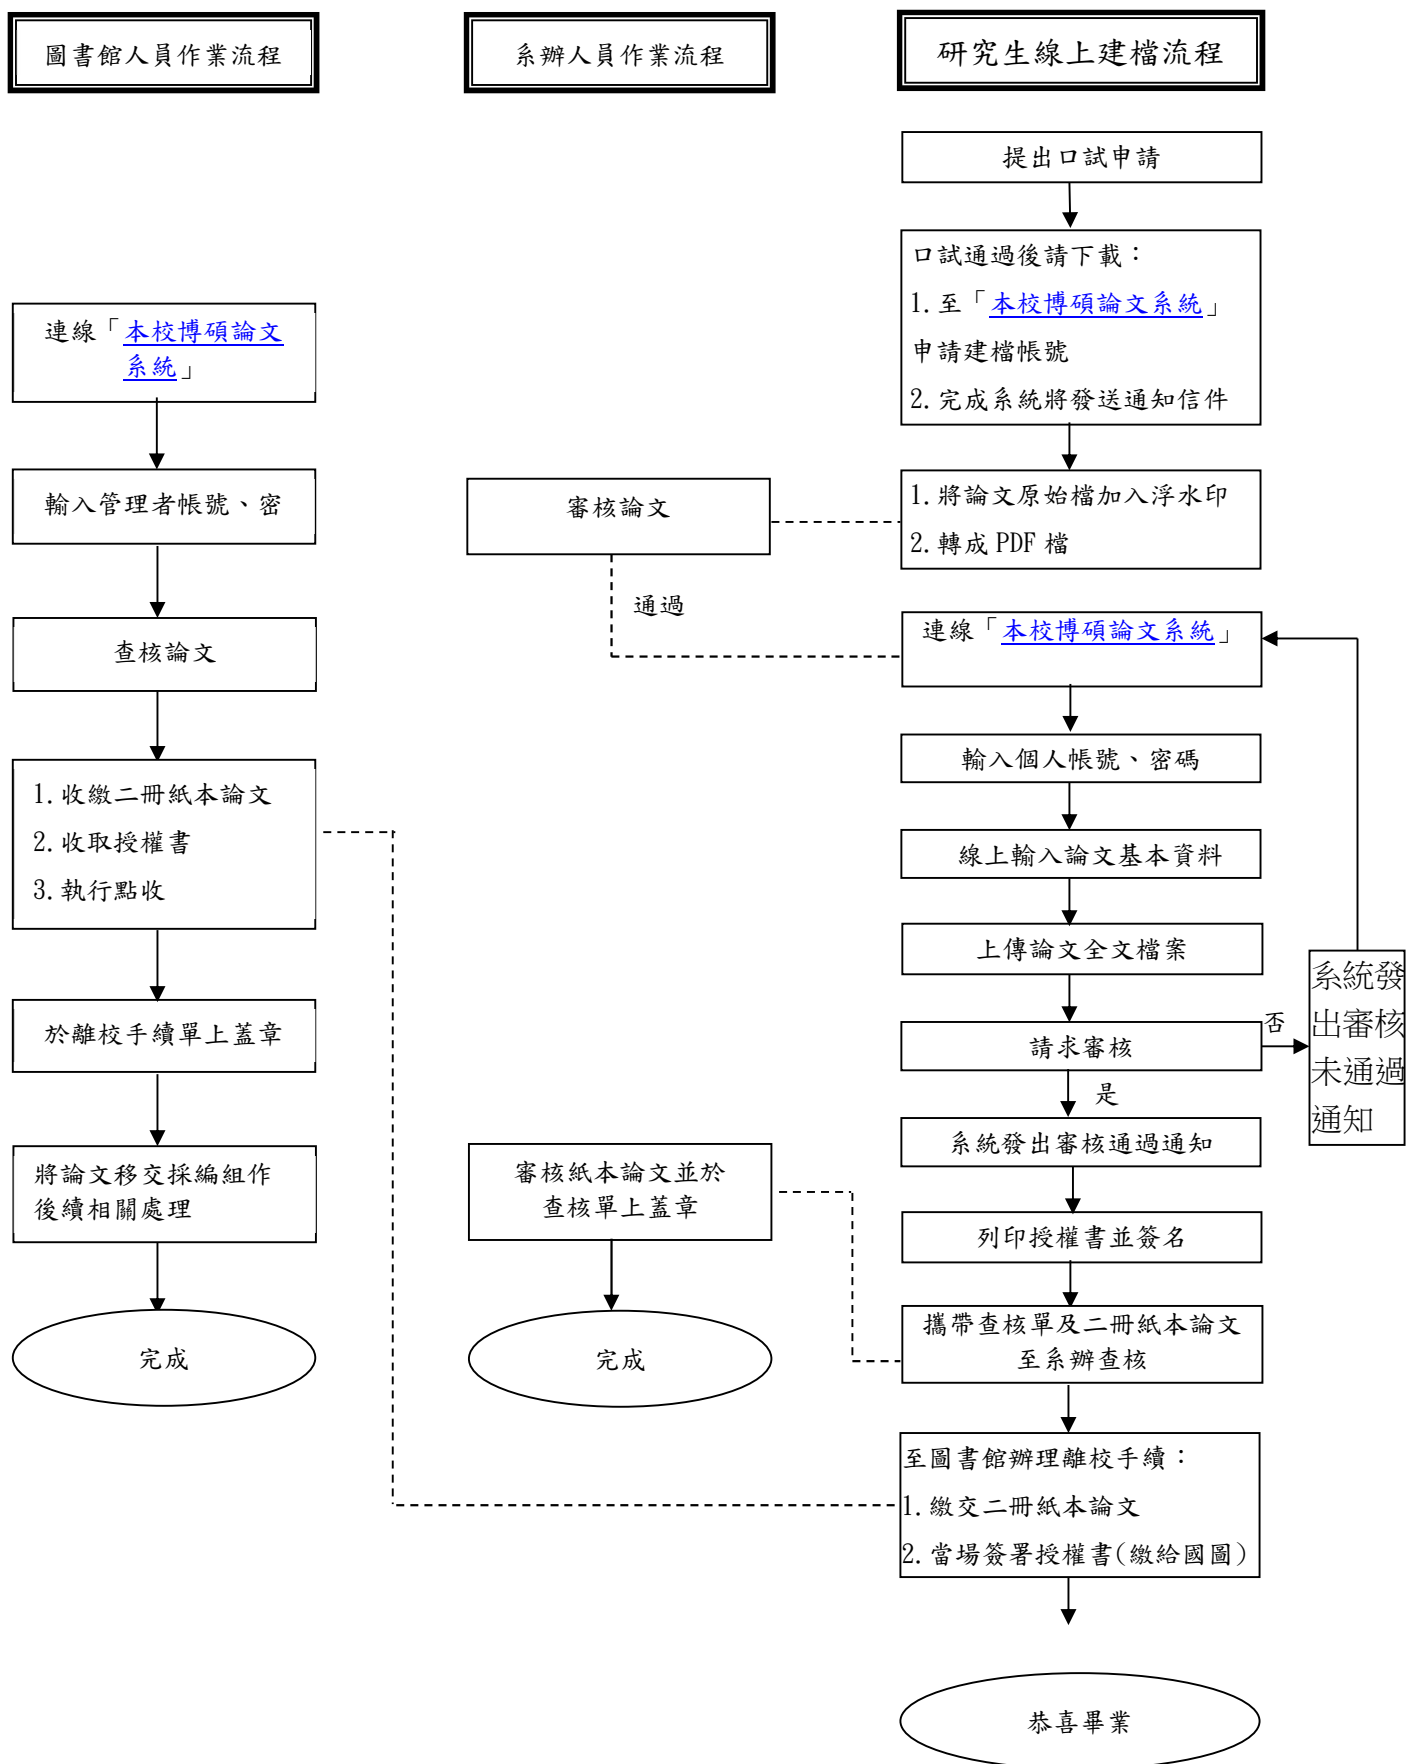 圖書館人員作業流程
系辦人員作業流程
研究生線上建檔流程
提出口試申請
口試通過後請下載：
1.至「本校博碩論文系統」
申請建檔帳號
2.完成系統將發送通知信件
連線「本校博碩論文
系統」
輸入管理者帳號、密
審核論文
1.將論文原始檔加入浮水印
2.轉成 PDF 檔
通過
連線「本校博碩論文系統」
查核論文
輸入個人帳號、密碼
1.收繳二冊紙本論文
2.收取授權書
3.執行點收
線上輸入論文基本資料
上傳論文全文檔案
系統發
出審核
未通過
通知
於離校手續單上蓋章
請求審核
否
是
系統發出審核通過通知
審核紙本論文並於
查核單上蓋章
將論文移交採編組作
後續相關處理
列印授權書並簽名
攜帶查核單及二冊紙本論文
至系辦查核
完成
完成
至圖書館辦理離校手續：
1.繳交二冊紙本論文
2.當場簽署授權書(繳給國圖)
恭喜畢業